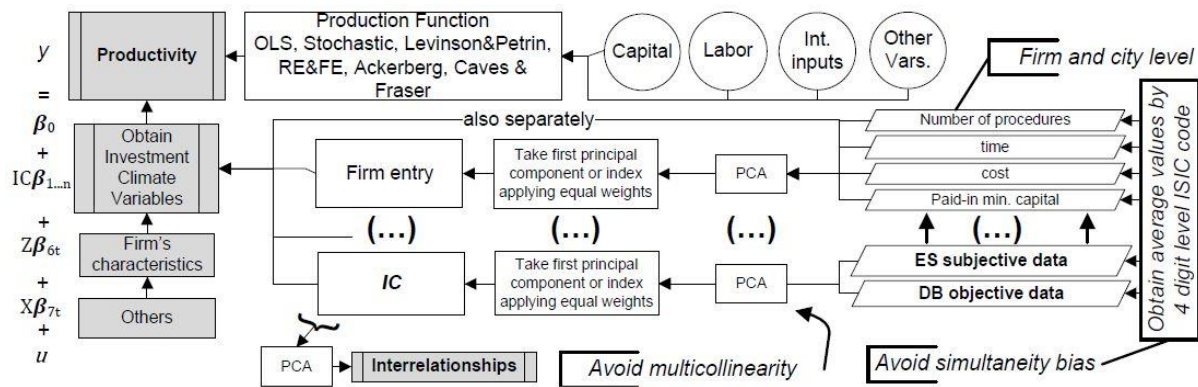 y
=
β0
+
ICβ1...n
+
Zβ6t
+
Xβ7t
+
u
Productivity
Obtain
Investment
Climate
Variables
Firm's
characteristics
Others
Production Function
OLS, Stochastic, Levinson&Petrin,
RE&FE, Ackerberg, Caves &
Fraser
Capital
Labor
Int.
inputs
Other
Vars.
Firm and city level
also separately
Firm entry
Take first principal
component or index
applying equal weights
PCA
Number of procedures
time
cost
Paid-in min. capital
(...)
(...)
(...)
(...)
IC
Take first principal
component or index
applying equal weights
PCA
ES subjective data
DB objective data
Obtain average values by
4 digit level ISIC code
PCA
Interrelationships
Avoid multicollinearity
Avoid simultaneity bias